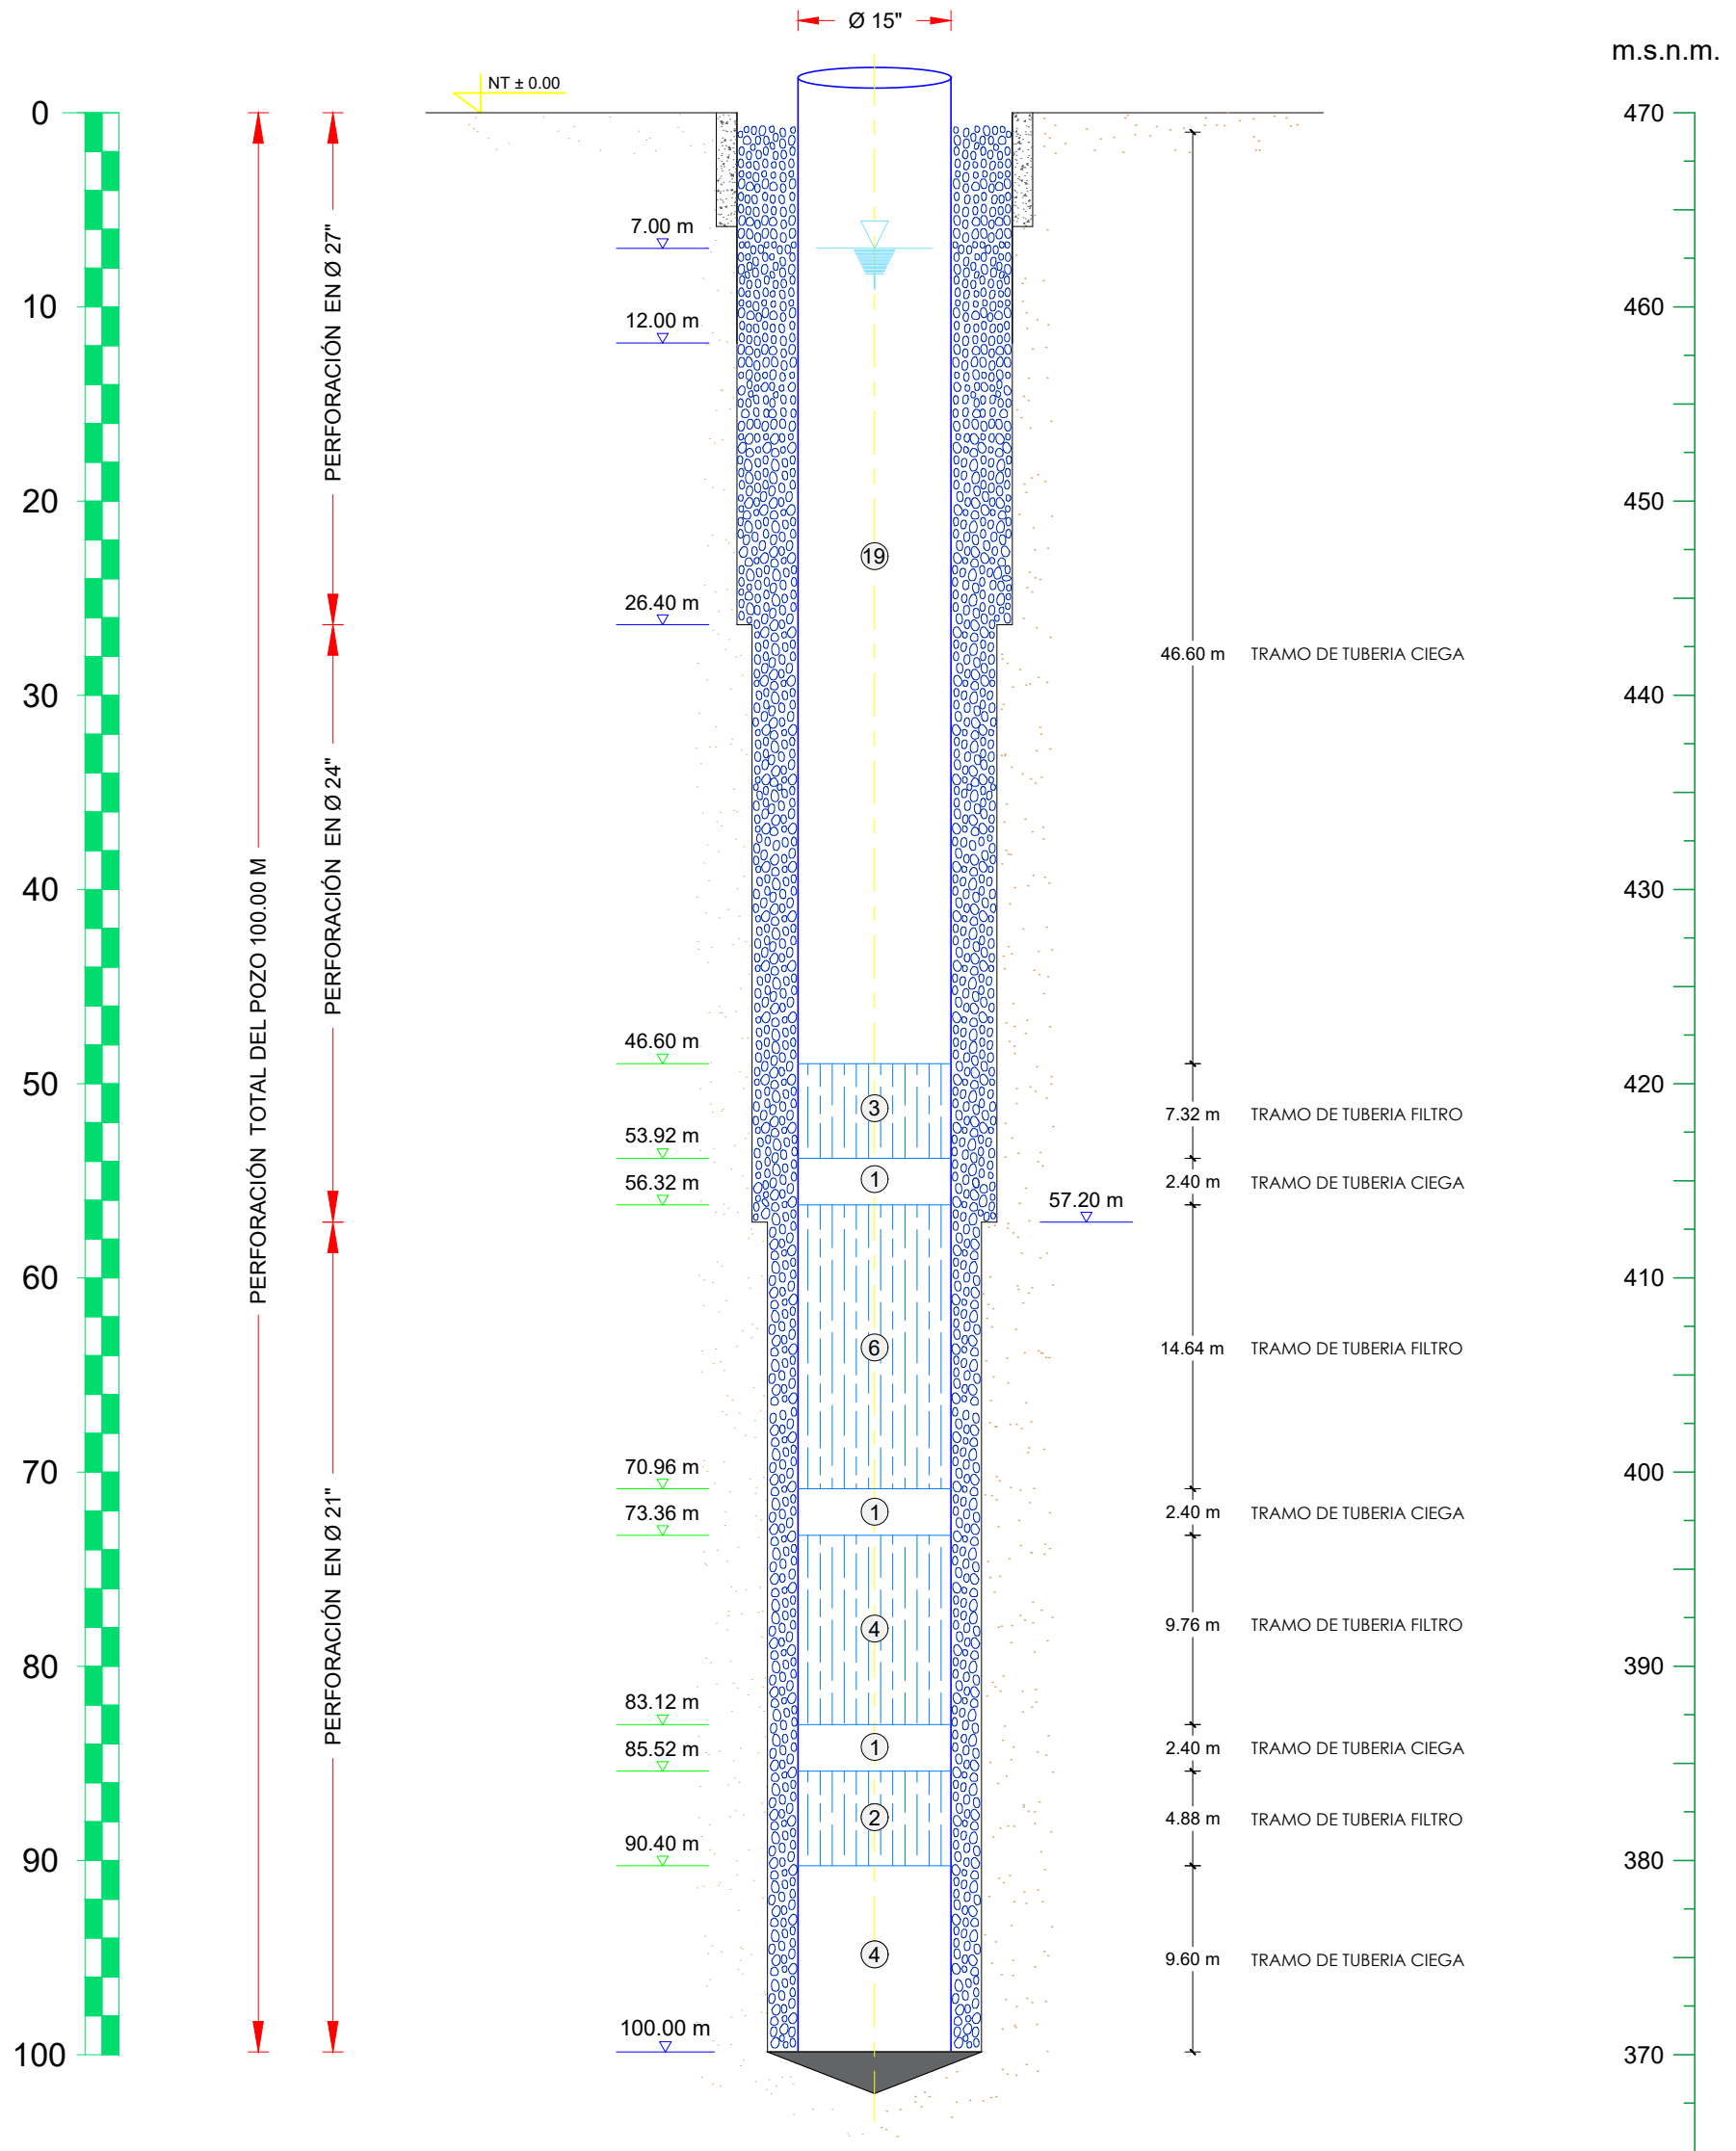 Ø 15"
m.s.n.m.
NT ± 0.00
0
10
20
30
40
50
60
70
80
90
100
PERFORACIÓN TOTAL DEL POZO 100.00 M
PERFORACIÓN EN Ø 27"
PERFORACIÓN EN Ø 24"
PERFORACIÓN EN Ø 21"
7.00 m
12.00 m
26.40 m
46.60 m
53.92 m
56.32 m
70.96 m
73.36 m
83.12 m
85.52 m
90.40 m
100.00 m
19
3
1
6
1
4
1
2
4
57.20 m
46.60 m TRAMO DE TUBERIA CIEGA
7.32 m TRAMO DE TUBERIA FILTRO
2.40 m TRAMO DE TUBERIA CIEGA
14.64 m TRAMO DE TUBERIA FILTRO
2.40 m TRAMO DE TUBERIA CIEGA
9.76 m TRAMO DE TUBERIA FILTRO
2.40 m TRAMO DE TUBERIA CIEGA
4.88 m TRAMO DE TUBERIA FILTRO
9.60 m TRAMO DE TUBERIA CIEGA
470
460
450
440
430
420
410
400
390
380
370